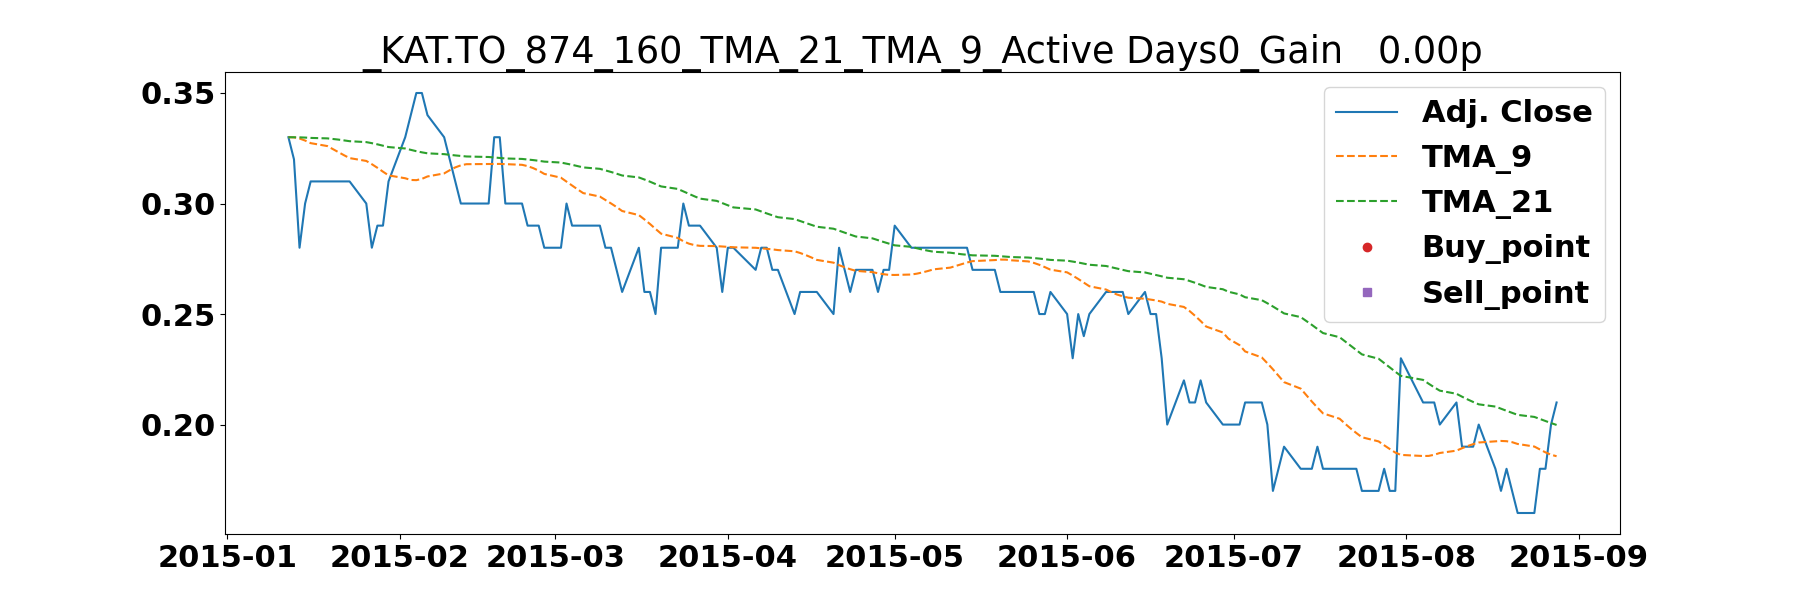 _KAT.TO_874_160_TMA_21_TMA_9_Active Days0_Gain   0.00p
0.35
0.30
0.25
0.20
Adj. Close
TMA_9
TMA_21
Buy_point
Sell_point
2015-01 2015-02 2015-03 2015-04 2015-05 2015-06 2015-07 2015-08 2015-09